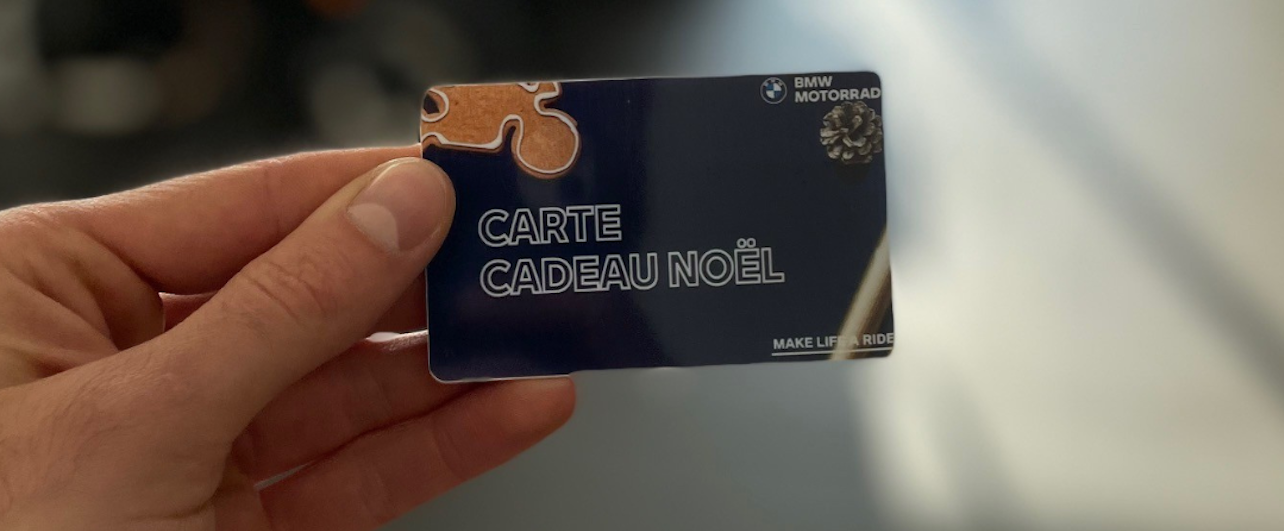 BMW
MOTORRAD
CARTE
CADEAU NOËL
MAKE LIFE A RIDE